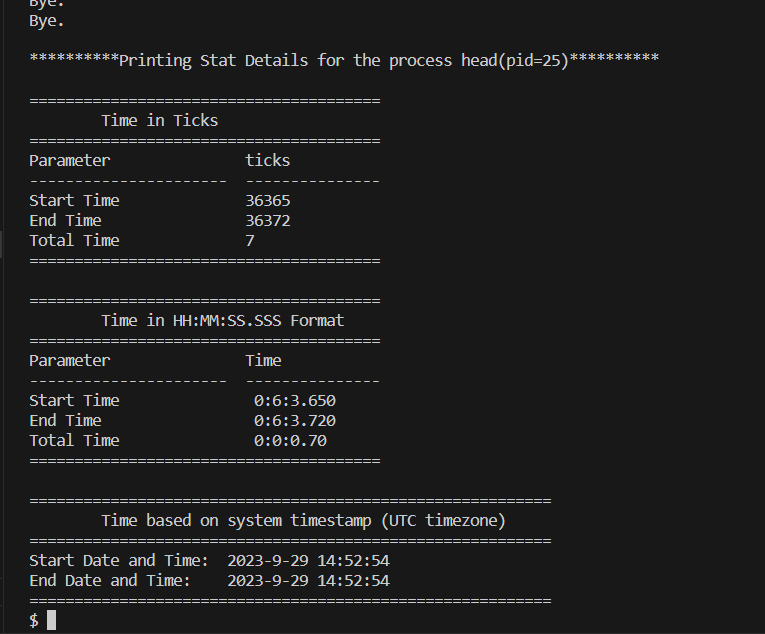 Bye.
Bye.
**********Printing Stat Details for the process head(pid=25)**********
=======================================
Time in Ticks
=======================================
Parameter               ticks
----------------------  ---------------
Start Time              36365
End Time                36372
Total Time              7
=======================================
=======================================
Time in HH:MM:SS.SSS Format
=======================================
Parameter               Time
----------------------  ---------------
Start Time               0:6:3.650
End Time                 0:6:3.720
Total Time               0:0:0.70
=======================================
==========================================================
Time based on system timestamp (UTC timezone)
==========================================================
Start Date and Time:  2023-9-29 14:52:54
End Date and Time:    2023-9-29 14:52:54
==========================================================
$